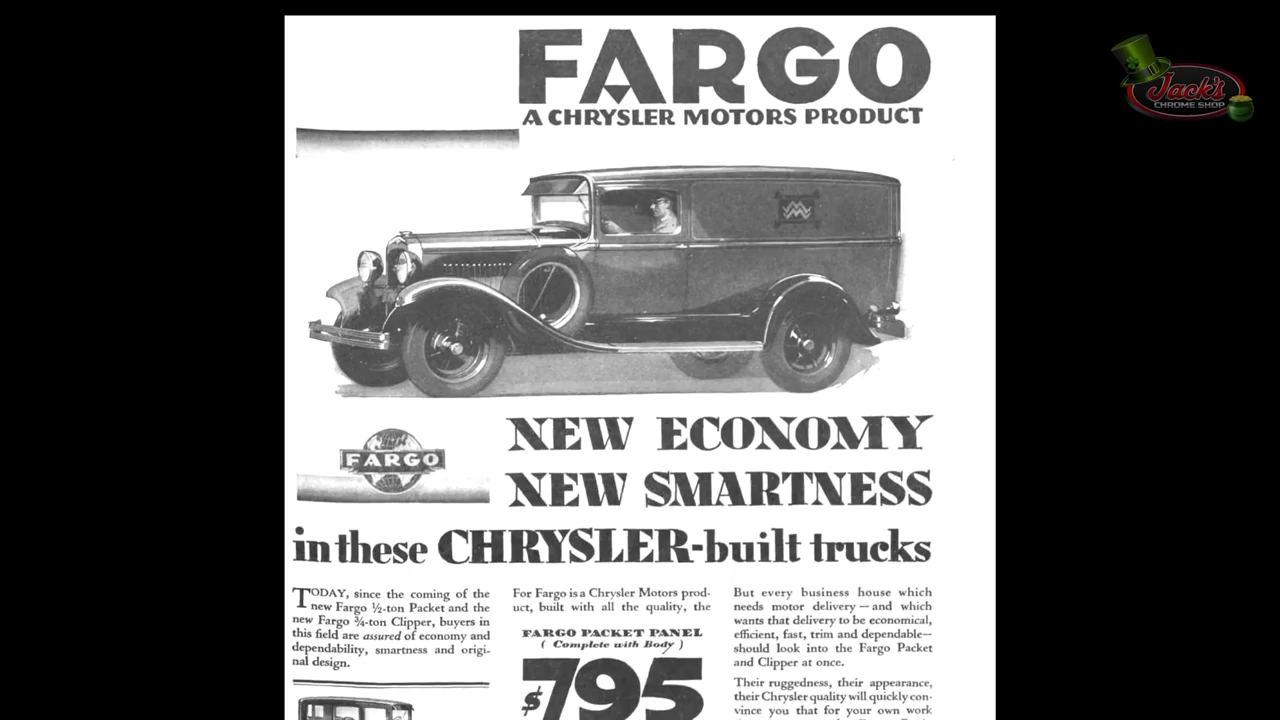 FARGO
A CHRYSLER MOTORS PRODUCT
Jack's
CHROME SHOP
FARGO
NEW ECONOMY
NEW SMARTNESS
in these CHRYSLER-built trucks
TODAY, since the coming of the
new Fargo ½-ton Packet and the
new Fargo ¾-ton Clipper, buyers in
this field are assured of economy and
dependability, smartness and origi-
nal design.
For Fargo is a Chrysler Motors prod-
uct, built with all the quality, the
FARGO PACKET PANEL
( Complete with Body )
$795
But every business house which
needs motor delivery — and which
wants that delivery to be economical,
efficient, fast, trim and dependable—
should look into the Fargo Packet
and Clipper at once.
Their ruggedness, their appearance,
their Chrysler quality will quickly con-
vince you that for your own work